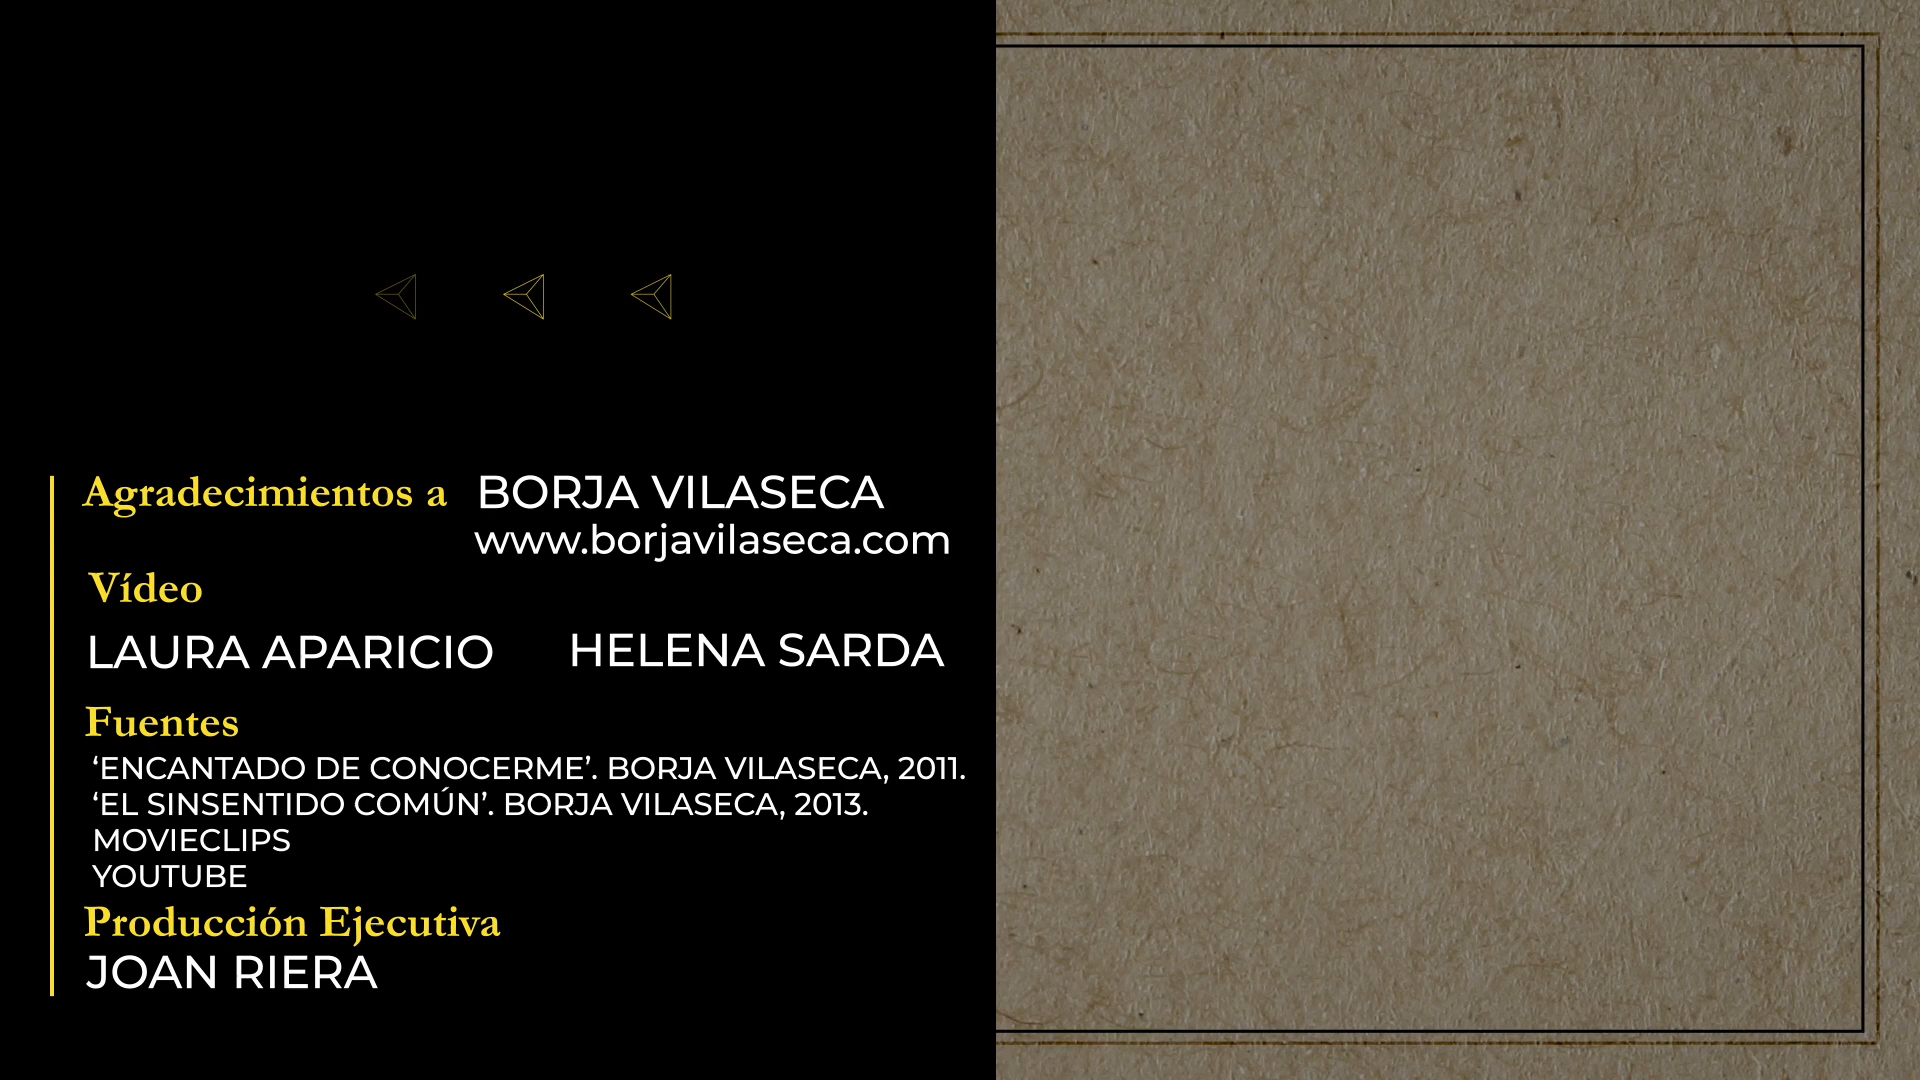 Agradecimientos a BORJA VILASECA
www.borjavilaseca.com
Vídeo
LAURA APARICIO HELENA SARDA
Fuentes
‘ENCANTADO DE CONOCERME’. BORJA VILASECA, 2011.
‘EL SINSENTIDO COMÚN’. BORJA VILASECA, 2013.
MOVIECLIPS
YOUTUBE
Producción Ejecutiva
JOAN RIERA